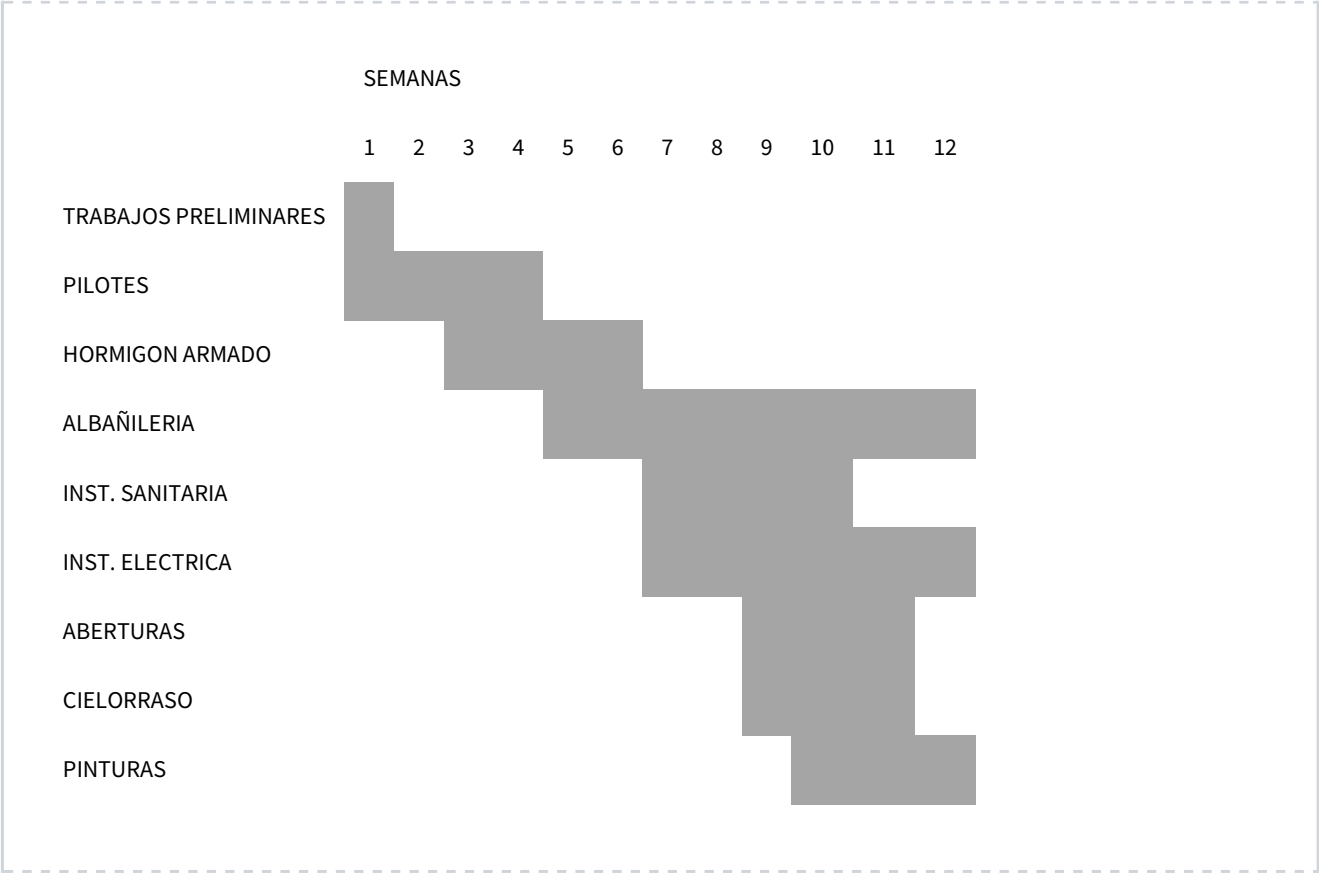 SEMANAS
1 2 3 4 5 6 7 8 9 10 11 12
TRABAJOS PRELIMINARES
PILOTES
HORMIGON ARMADO
ALBAÑILERIA
INST. SANITARIA
INST. ELECTRICA
ABERTURAS
CIELORRASO
PINTURAS